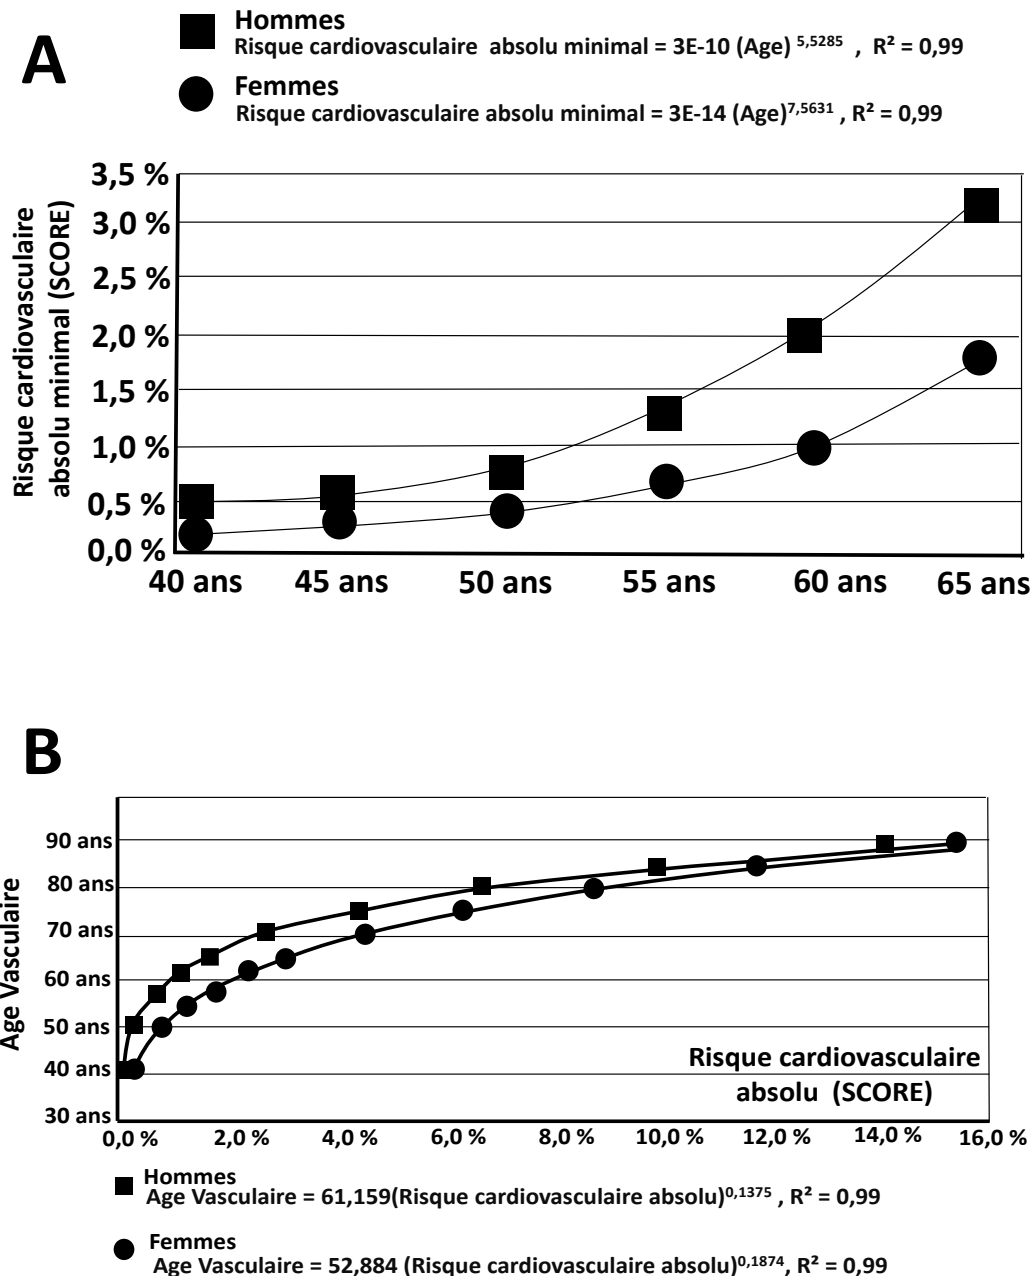 A
Hommes
Risque cardiovasculaire absolu minimal = 3E-10 (Age) 5,5285 , R² = 0,99
Femmes
Risque cardiovasculaire absolu minimal = 3E-14 (Age)7,5631 , R² = 0,99
Risque cardiovasculaire
absolu minimal (SCORE)
3,5 %
3,0 %
2,5 %
2,0 %
1,5 %
1,0 %
0,5 %
0,0 %
40 ans 45 ans 50 ans 55 ans 60 ans 65 ans
B
Age Vasculaire
90 ans
80 ans
70 ans
60 ans
50 ans
40 ans
30 ans
Risque cardiovasculaire
absolu (SCORE)
0,0 % 2,0 % 4,0 % 6,0 % 8,0 % 10,0 % 12,0 % 14,0 % 16,0 %
Hommes
Age Vasculaire = 61,159(Risque cardiovasculaire absolu)0,1375 , R² = 0,99
Femmes
Age Vasculaire = 52,884 (Risque cardiovasculaire absolu)0,1874, R² = 0,99